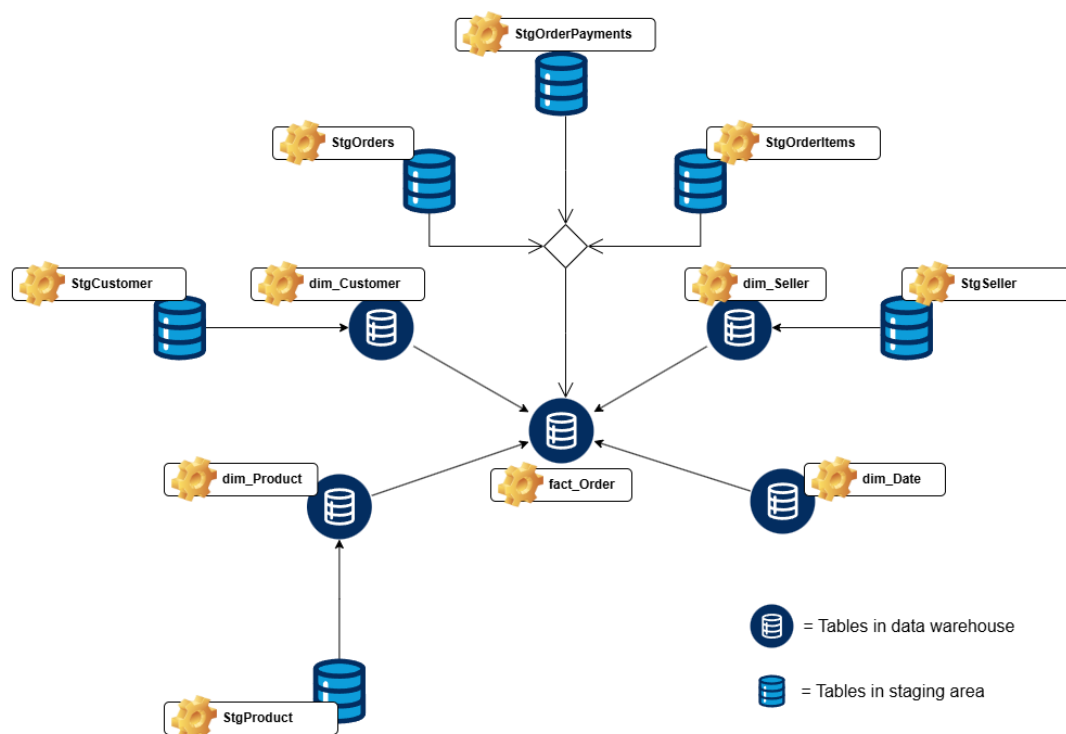 StgOrderPayments
StgOrders
StgOrderItems
StgCustomer
dim_Customer
dim_Seller
StgSeller
dim_Product
fact_Order
dim_Date
= Tables in data warehouse
= Tables in staging area
StgProduct